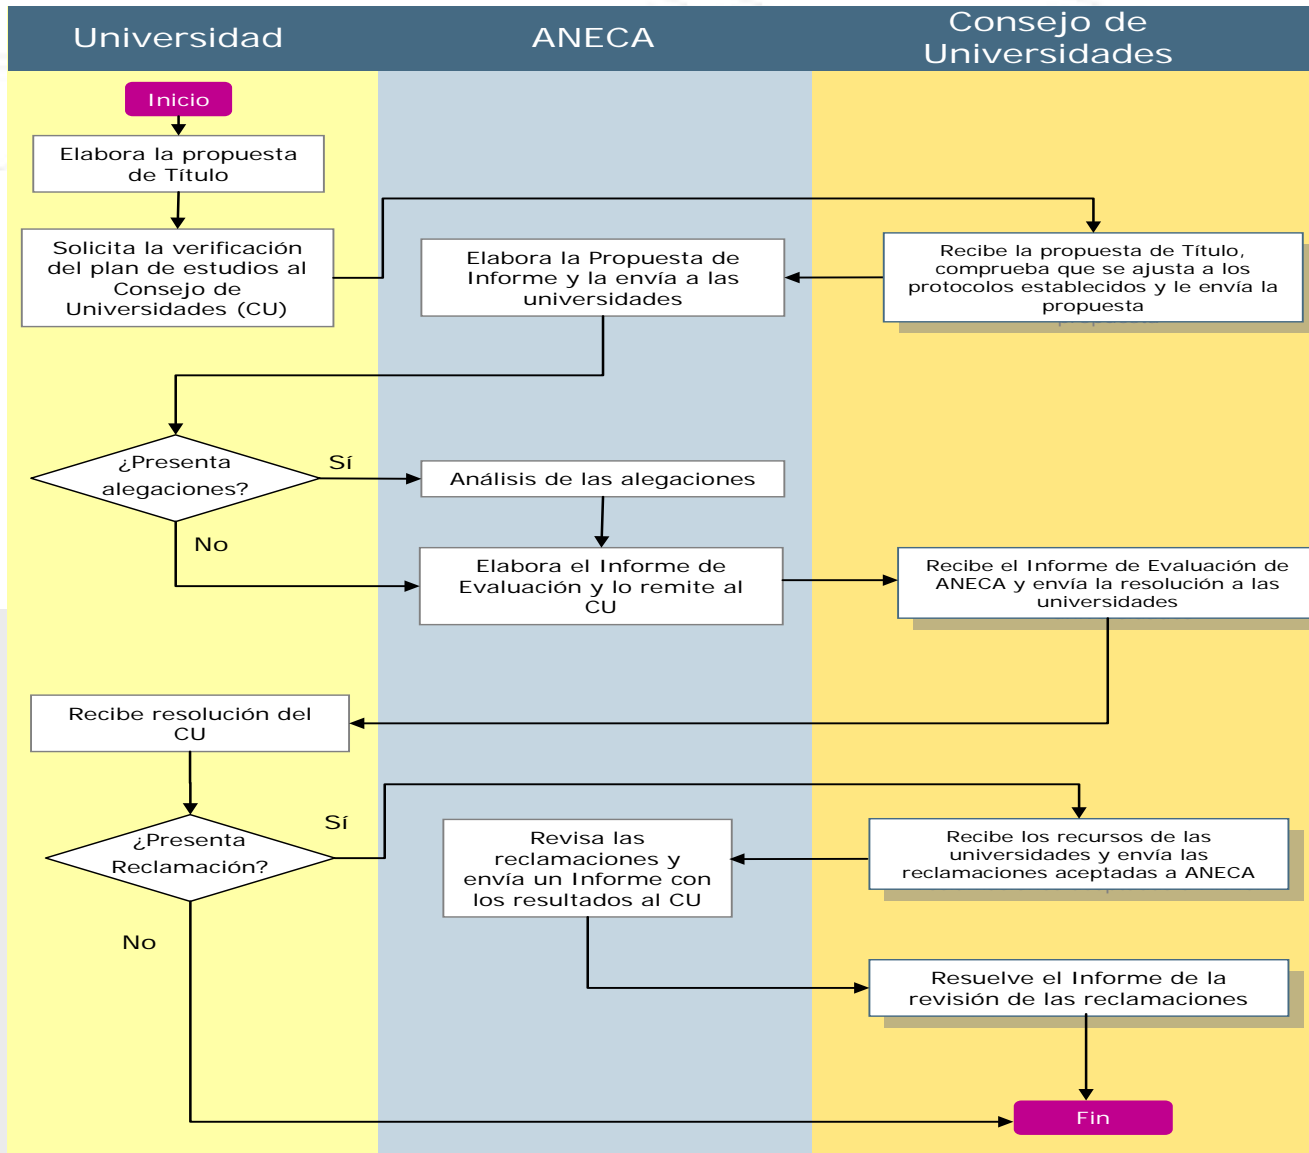 Universidad
ANECA
Consejo de
Universidades
Inicio
Elabora la propuesta
de Título
Solicita la verificación
del plan de estudios al
Consejo de
Universidades (CU)
Elabora la Propuesta de
Informe y la envía a las
universidades
Recibe la propuesta de Título,
comprueba que se ajusta a los
protocolos establecidos y le envía la
propuesta
¿Presenta
alegaciones?
Sí
No
Análisis de las alegaciones
Elabora el Informe de
Evaluación y lo remite al
CU
Recibe el Informe de Evaluación de
ANECA y envía la resolución a las
universidades
Recibe resolución del
CU
¿Presenta
Reclamación?
Sí
No
Revisa las
reclamaciones y
envía un Informe con
los resultados al CU
Recibe los recursos de las
universidades y envía las
reclamaciones aceptadas a ANECA
Resuelve el Informe de la
revisión de las reclamaciones
Fin